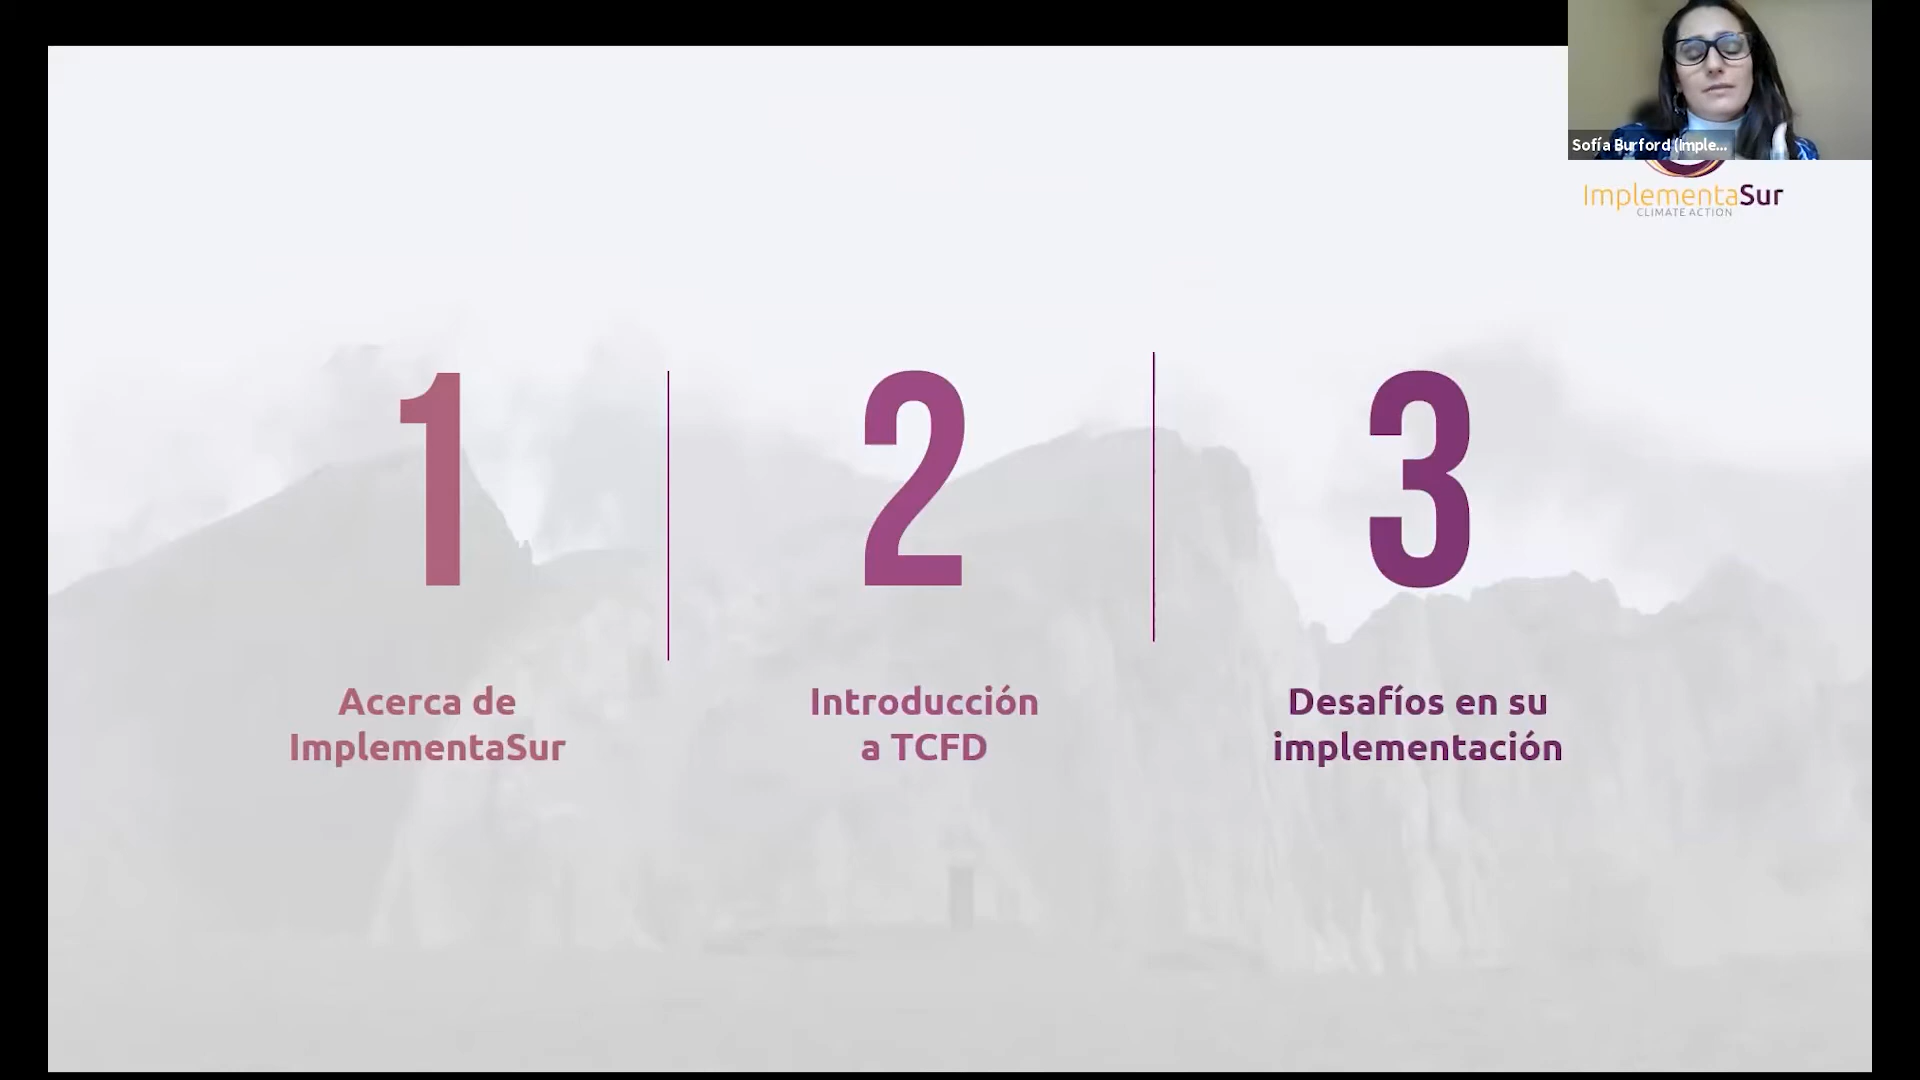 Sofía Burford (Imple...
ImplementaSur
CLIMATE ACTION
1
2
3
Acerca de
ImplementaSur
Introducción
a TCFD
Desafíos en su
implementación